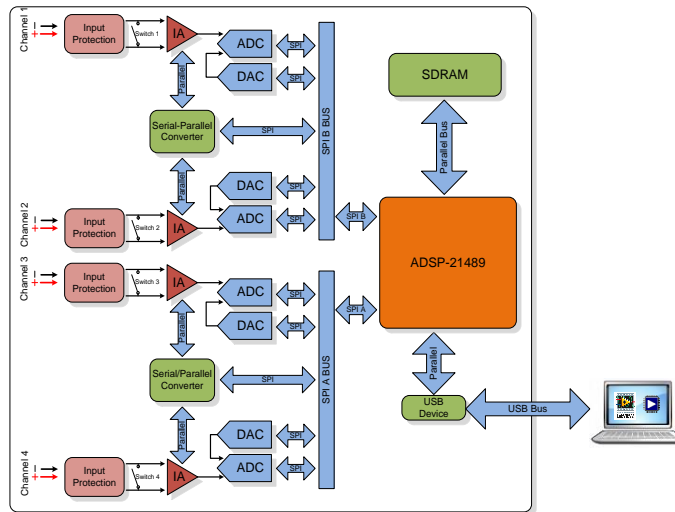 Channel 1
Input
Protection
Switch 1
IA
ADC
SPI
DAC
SPI
Parallel
Serial-Parallel
Converter
SPI
SPI B BUS
SDRAM
Parallel Bus
Parallel
DAC
SPI
ADC
SPI
Channel 2
Input
Protection
Switch 2
IA
SPI B
ADSP-21489
Channel 3
Input
Protection
Switch 3
IA
ADC
SPI
DAC
SPI
SPI A
Parallel
Serial/Parallel
Converter
SPI
SPI A BUS
Parallel
USB
Device
USB Bus
Parallel
DAC
SPI
ADC
SPI
Channel 4
Input
Protection
Switch 4
IA